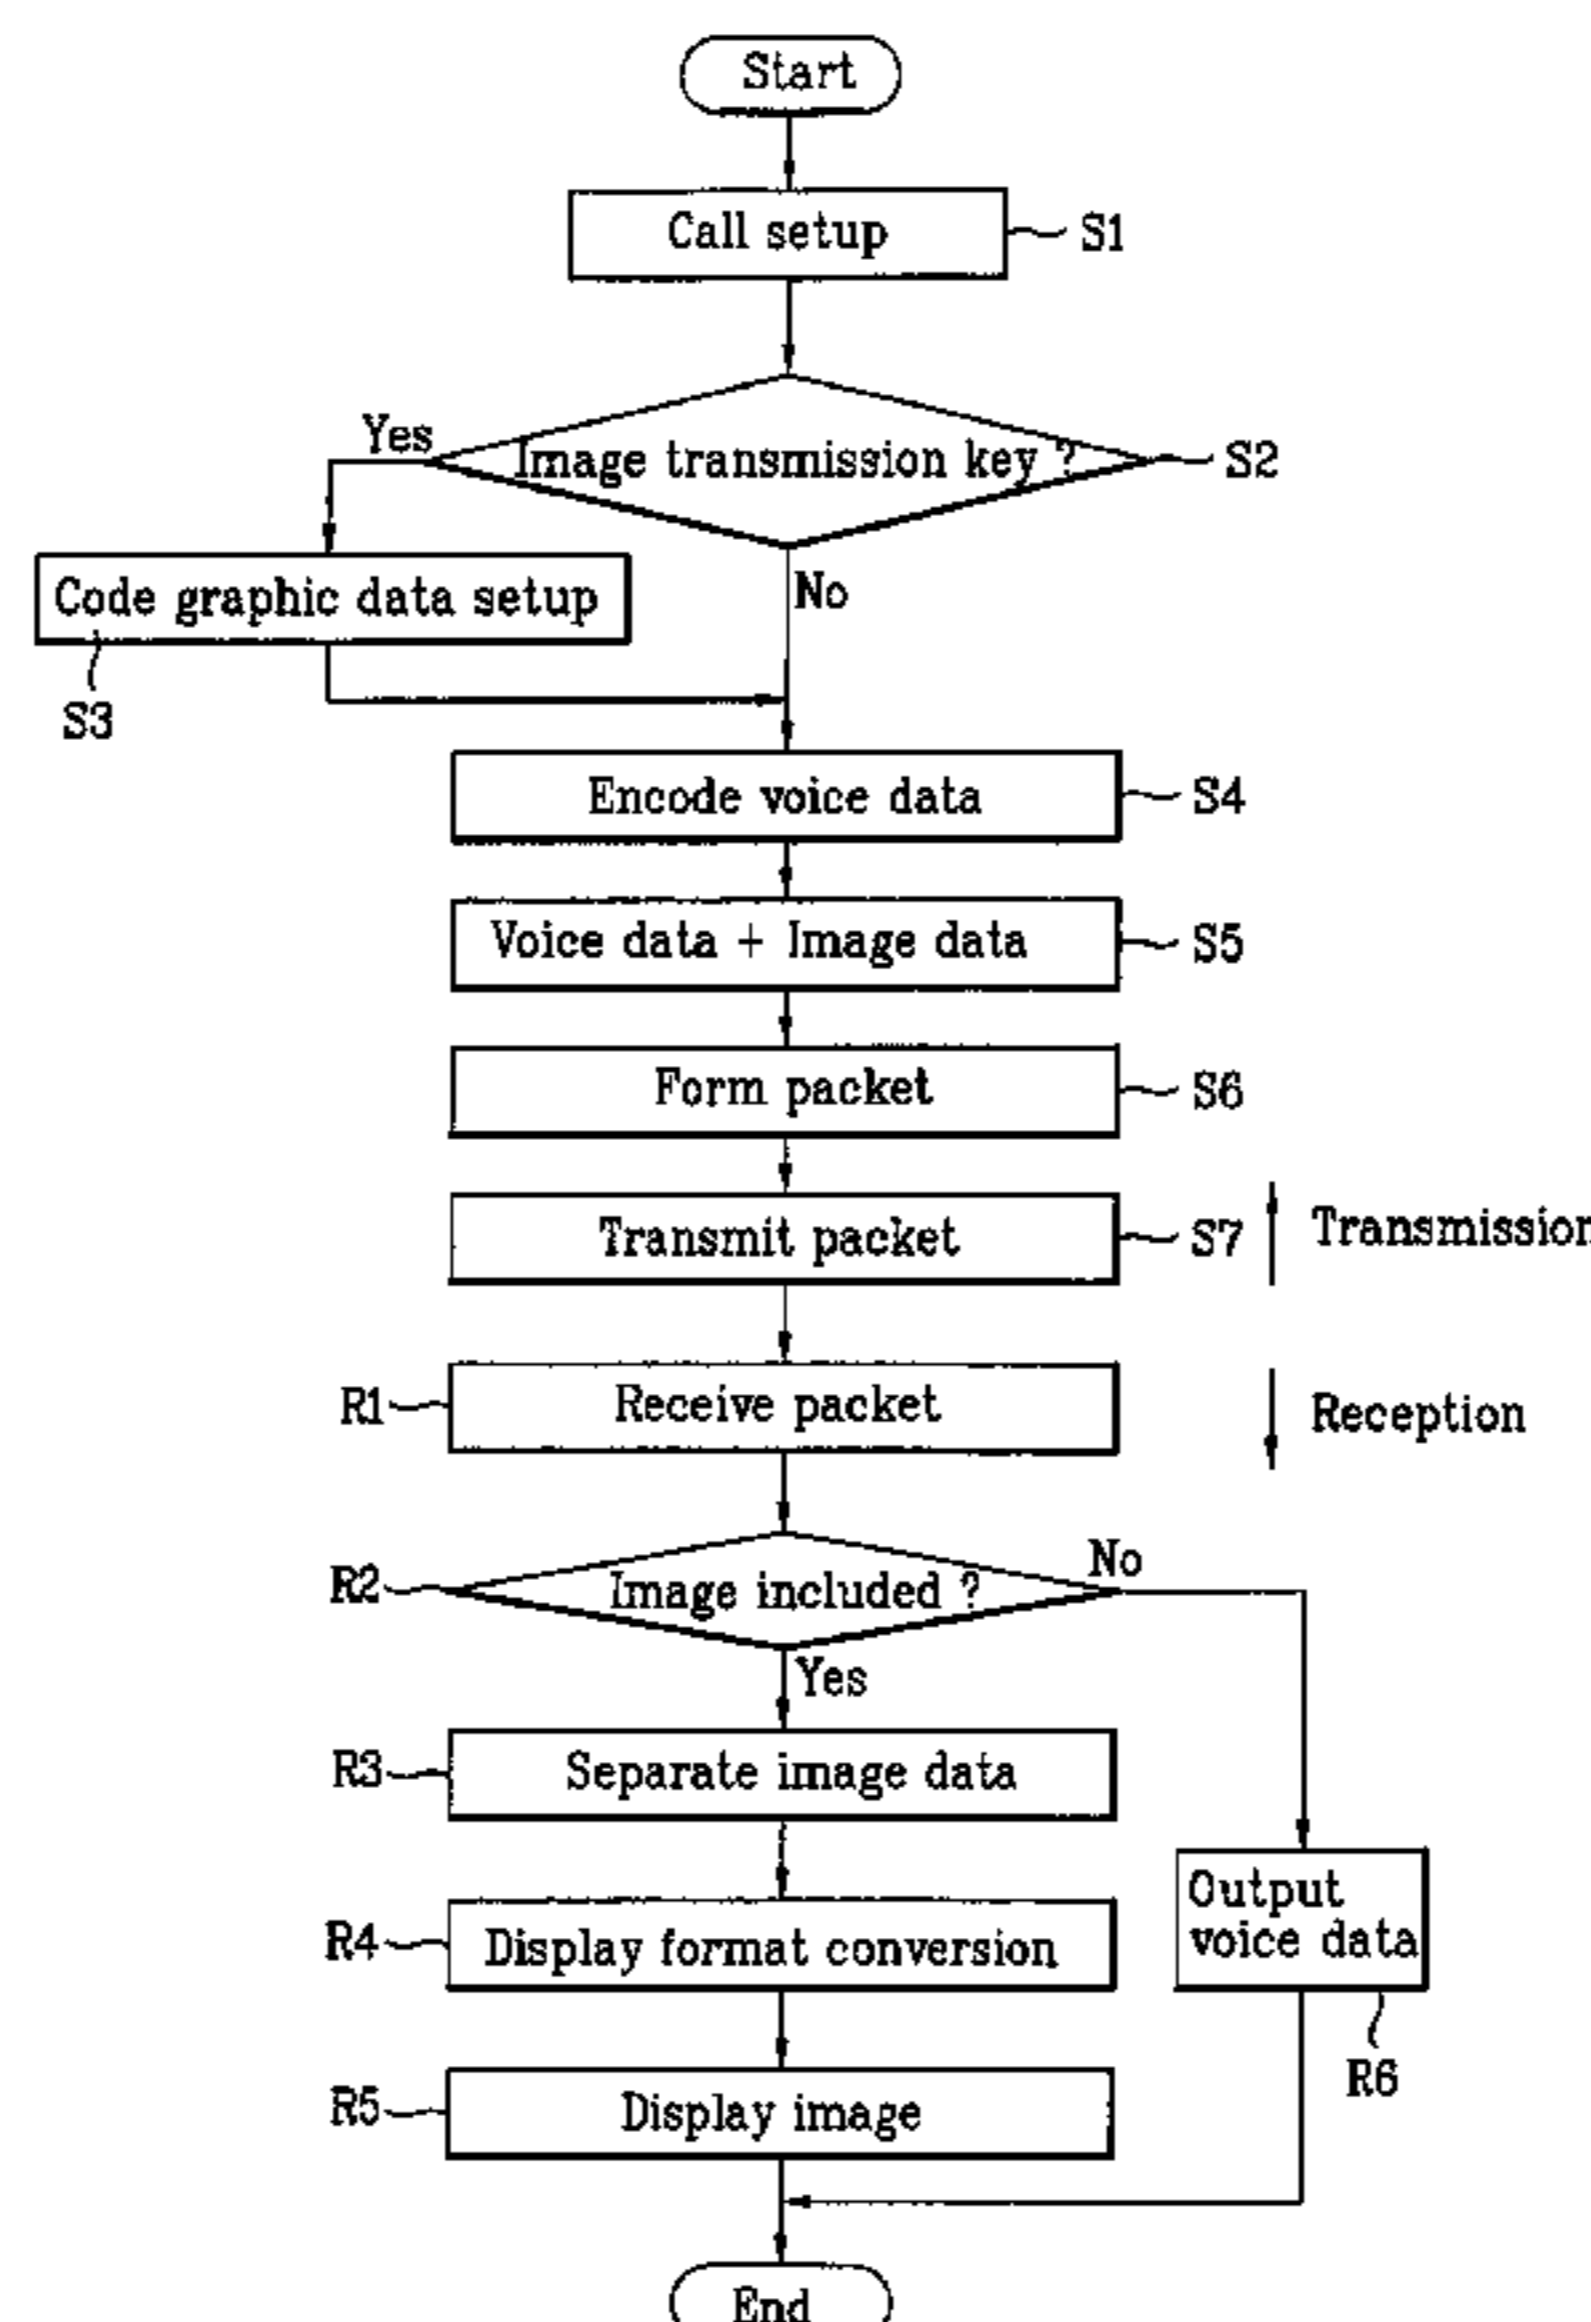 Start
Call setup
S1
Yes
Image transmission key ?
S2
Code graphic data setup
No
S3
Encode voice data
S4
Voice data + Image data
S5
Form packet
S6
Transmit packet
S7
Transmission
R1
Receive packet
Reception
R2
Image included ?
No
Yes
R3
Separate image data
R4
Display format conversion
Output
voice data
R5
Display image
R6
End